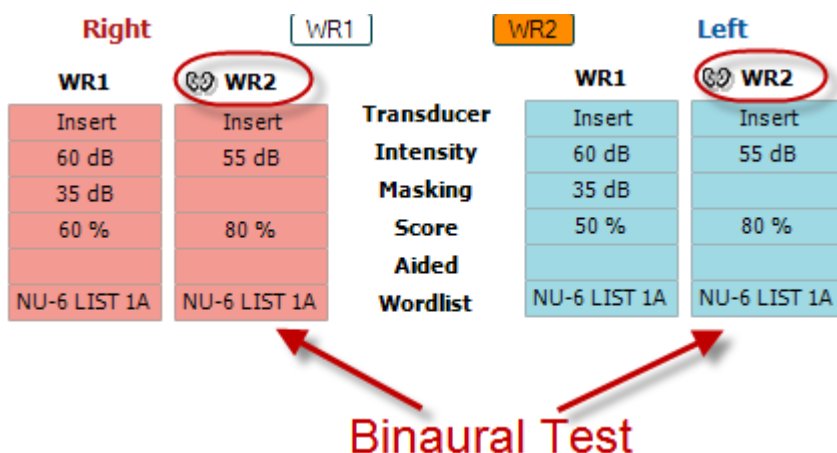 Right WR1 WR2 Left
WR1 WR2 WR1 WR2
Insert Insert Transducer Insert Insert
60 dB 55 dB Intensity 60 dB 55 dB
35 dB Masking 35 dB
60 % 80 % Score 50 % 80 %
Aided
NU-6 LIST 1A NU-6 LIST 1A Wordlist NU-6 LIST 1A NU-6 LIST 1A
Binaural Test